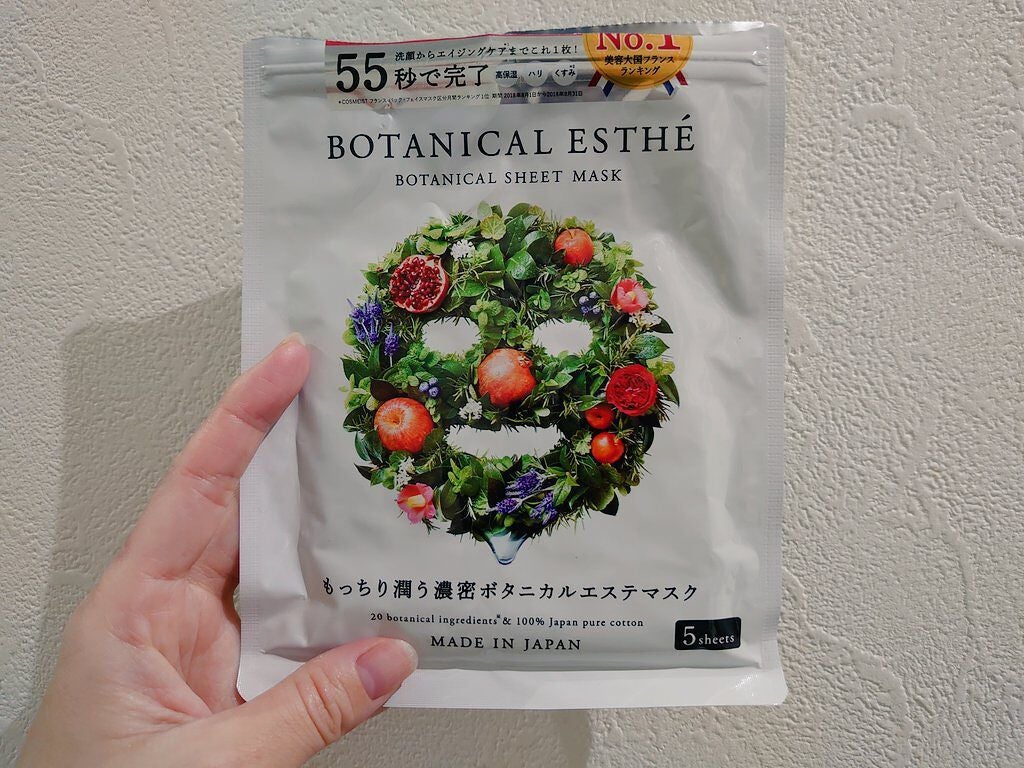 No.1
美容大国フランス
ランキング
洗顔からエイジングケアまでこれ1枚!
55秒で完了 高保湿 ハリ くすみ
BOTANICAL ESTHÉ
BOTANICAL SHEET MASK
もっちり潤う濃密ボタニカルエステマスク
20 botanical ingredients* & 100% Japan pure cotton
MADE IN JAPAN
5 sheets